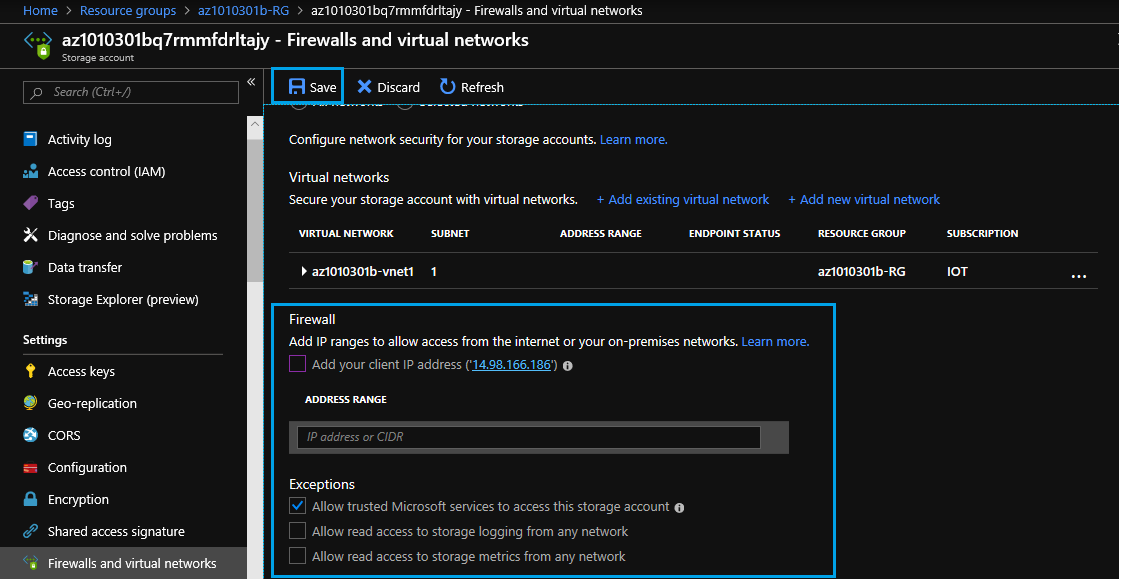 Home > Resource groups > az1010301b-RG > az1010301bq7rmmfdrltajy - Firewalls and virtual networks
az1010301bq7rmmfdrltajy - Firewalls and virtual networks
Storage account
Search (Ctrl+/)
«
Activity log
Access control (IAM)
Tags
Diagnose and solve problems
Data transfer
Storage Explorer (preview)
Settings
Access keys
Geo-replication
CORS
Configuration
Encryption
Shared access signature
Firewalls and virtual networks
Save Discard Refresh
Configure network security for your storage accounts. Learn more.
Virtual networks
Secure your storage account with virtual networks. + Add existing virtual network + Add new virtual network
VIRTUAL NETWORK SUBNET ADDRESS RANGE ENDPOINT STATUS RESOURCE GROUP SUBSCRIPTION
az1010301b-vnet1 1 az1010301b-RG IOT ...
Firewall
Add IP ranges to allow access from the internet or your on-premises networks. Learn more.
Add your client IP address ('14.98.166.186')
ADDRESS RANGE
IP address or CIDR
Exceptions
Allow trusted Microsoft services to access this storage account
Allow read access to storage logging from any network
Allow read access to storage metrics from any network